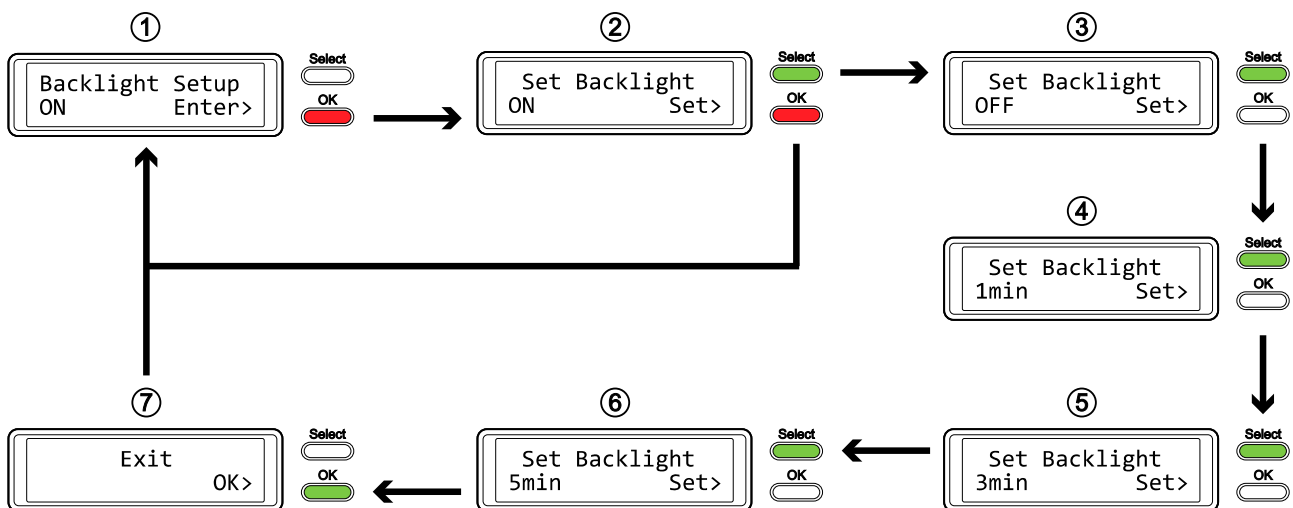 ①
Backlight Setup
ON Enter>
Select
OK
②
Set Backlight
ON Set>
Select
OK
③
Set Backlight
OFF Set>
Select
OK
④
Set Backlight
1min Set>
Select
OK
⑤
Set Backlight
3min Set>
Select
OK
⑥
Set Backlight
5min Set>
Select
OK
⑦
Exit
OK>
Select
OK